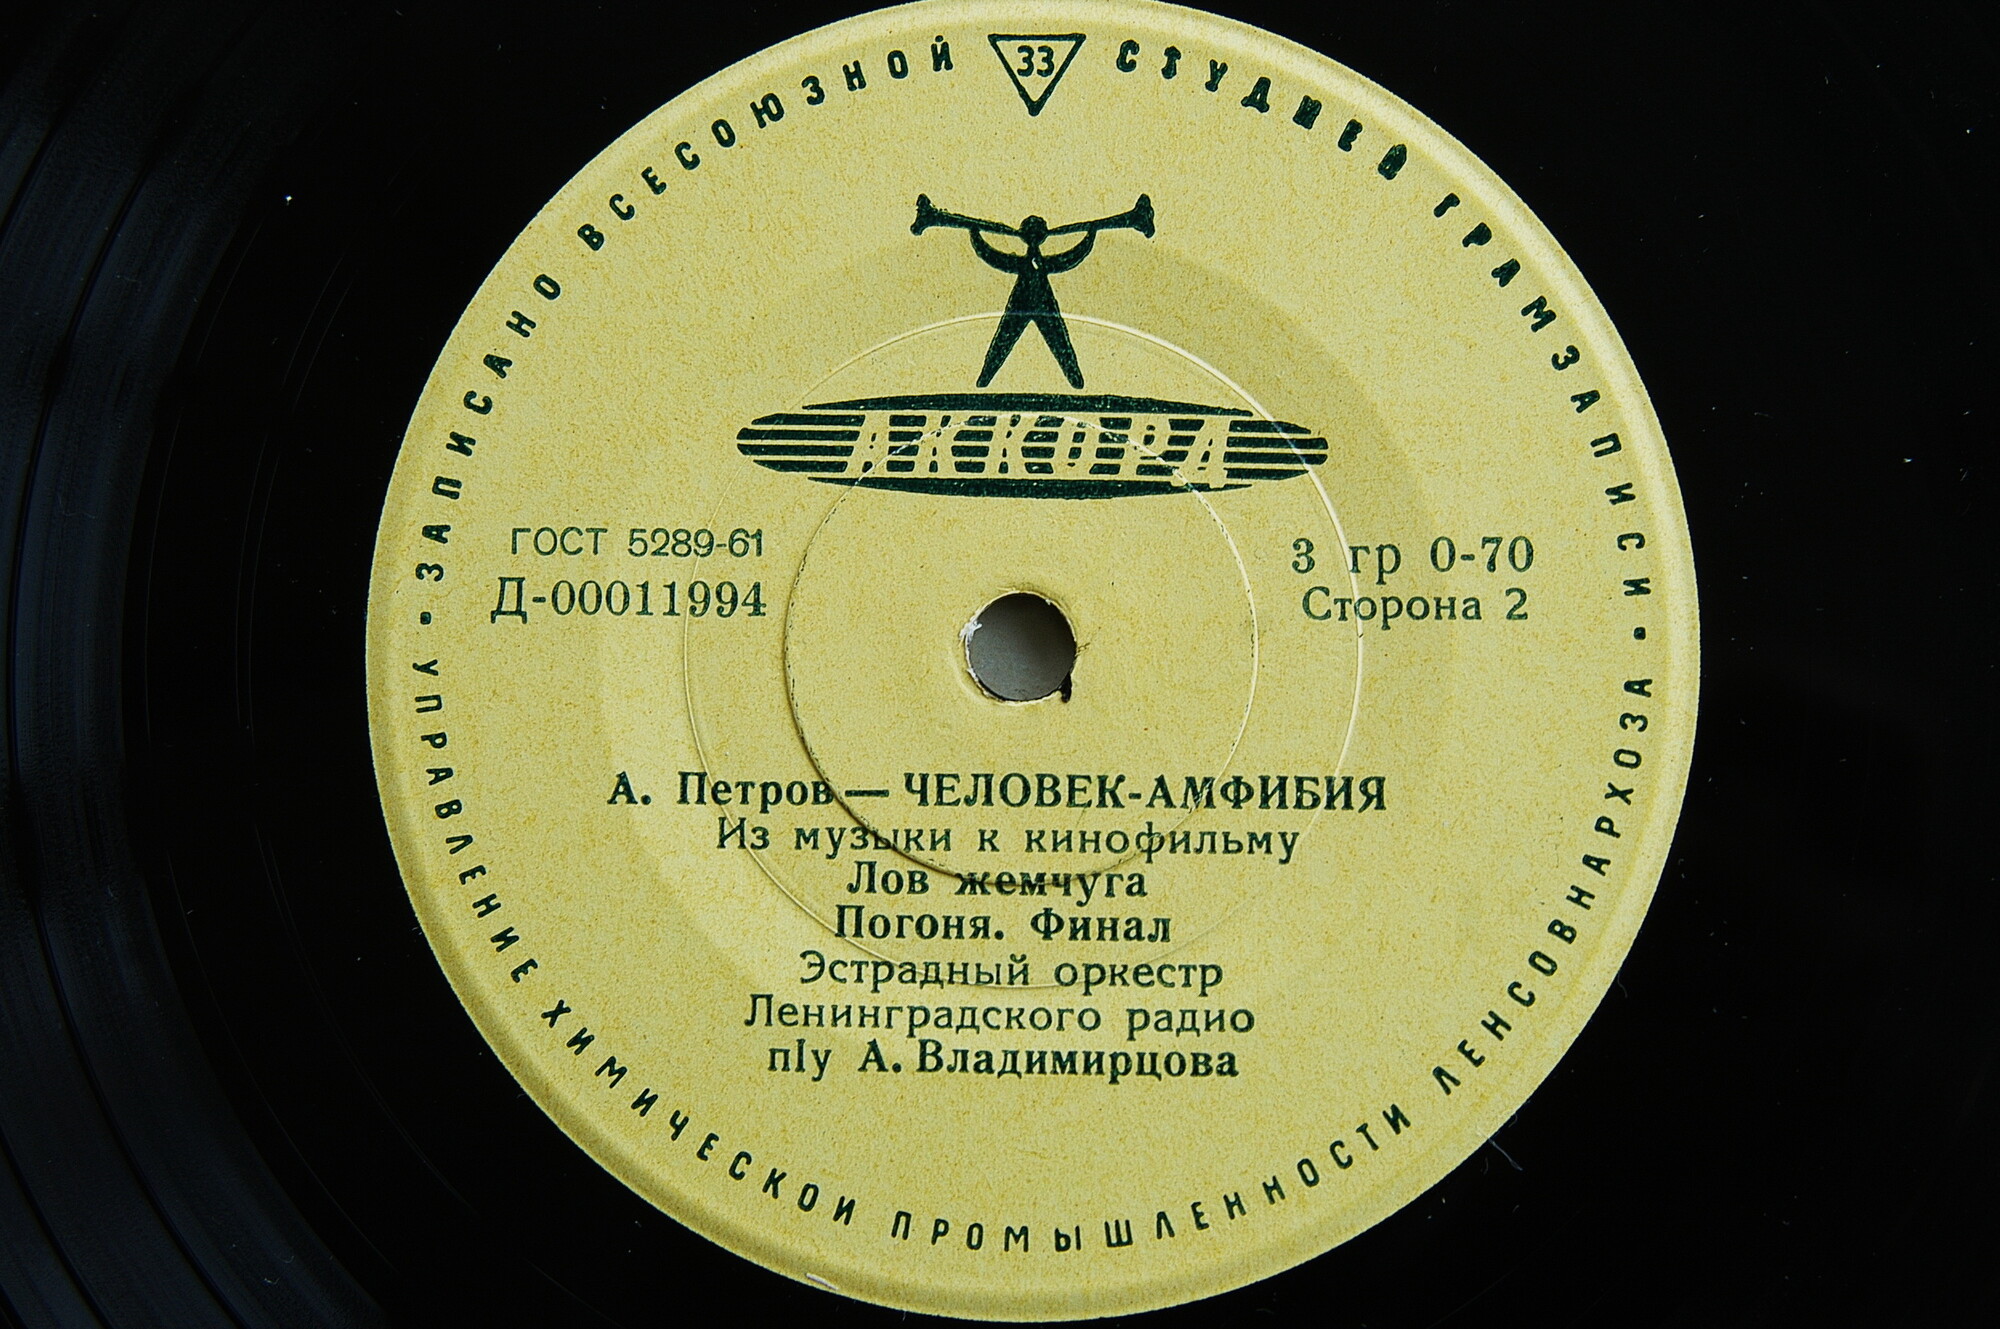 ЗАПИСАНО ВСЕСОЮЗНОЙ 33 СТУДИЕЙ ГРАМЗАПИСИ
АККОРД
ГОСТ 5289-61
Д-00011994
3 гр 0-70
Сторона 2
А. Петров — ЧЕЛОВЕК-АМФИБИЯ
Из музыки к кинофильму
Лов жемчуга
Погоня. Финал
Эстрадный оркестр
Ленинградского радио
п/у А. Владимирцова
УПРАВЛЕНИЕ ХИМИЧЕСКОЙ ПРОМЫШЛЕННОСТИ ЛЕНСОВНАРХОЗА